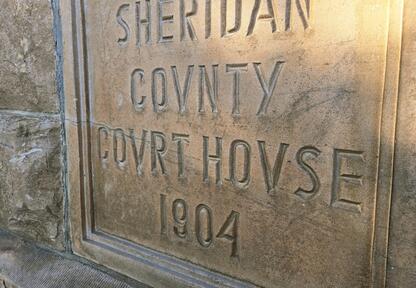 SHERIDAN
COVNTY
COVRT HOVSE
1904